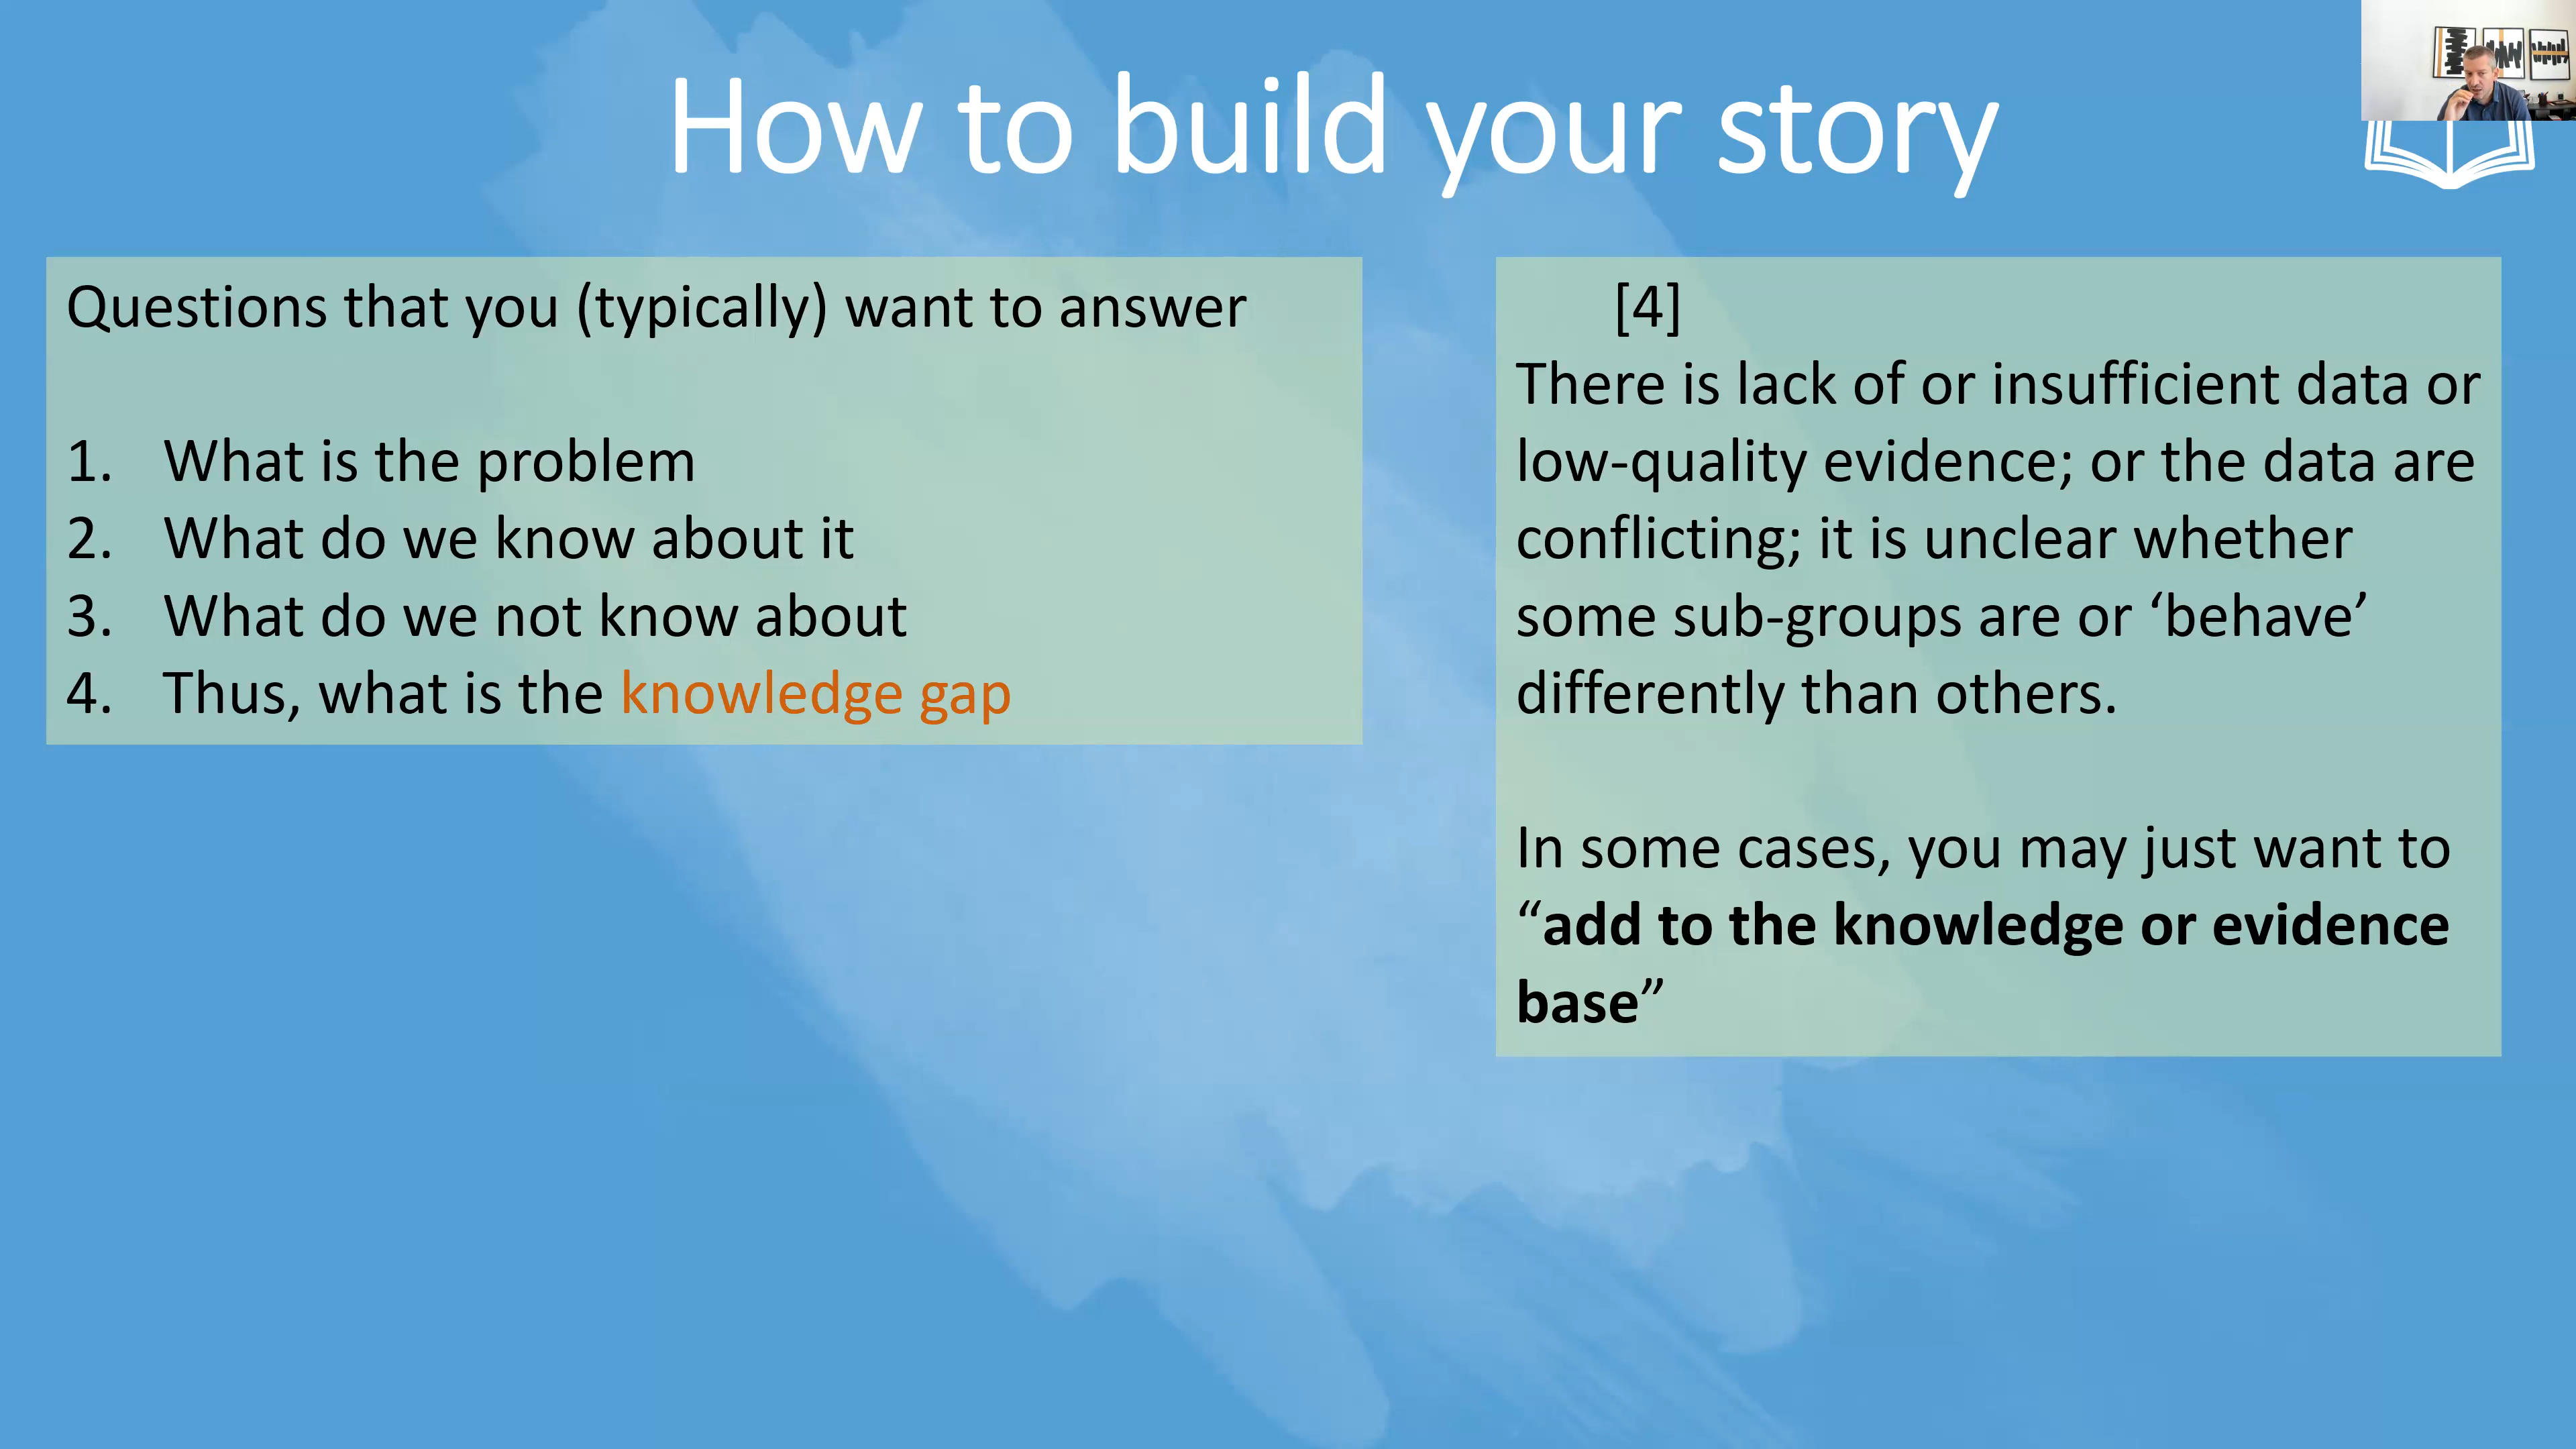 How to build your story
Questions that you (typically) want to answer
1. What is the problem
2. What do we know about it
3. What do we not know about
4. Thus, what is the knowledge gap
[4]
There is lack of or insufficient data or
low-quality evidence; or the data are
conflicting; it is unclear whether
some sub-groups are or ‘behave’
differently than others.
In some cases, you may just want to
“add to the knowledge or evidence
base”